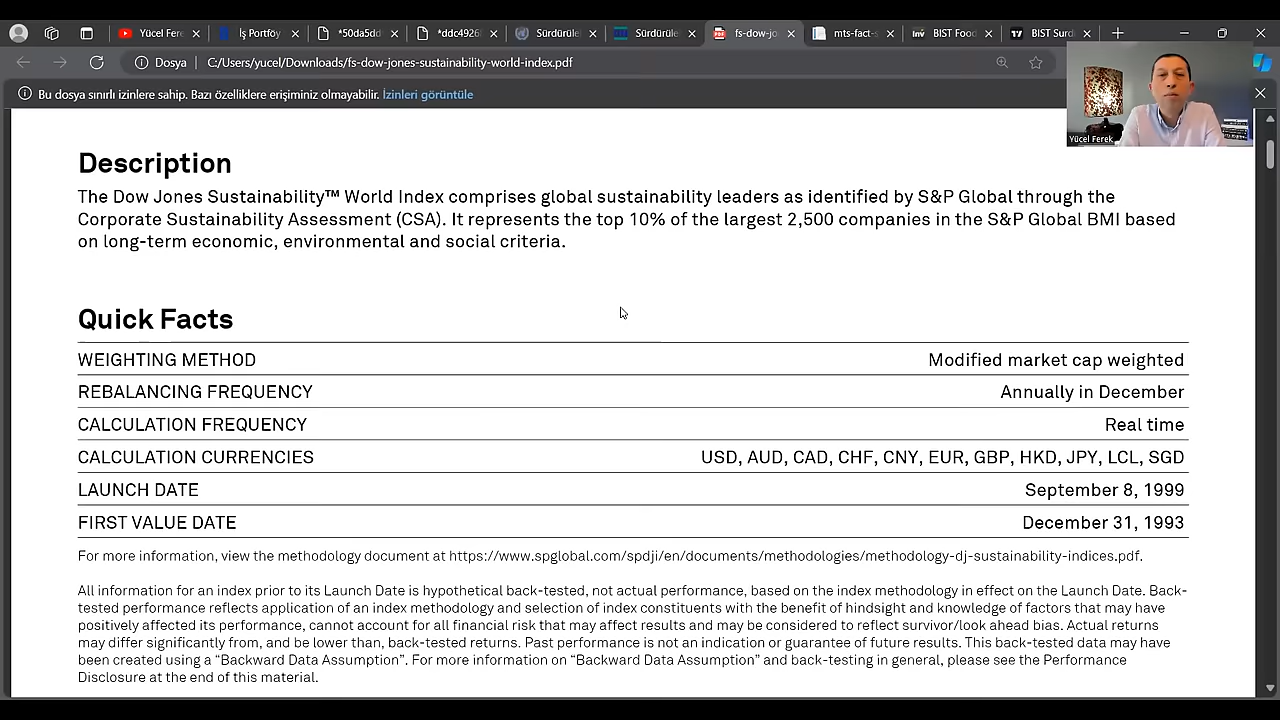 Yücel Fere
İş Portföy
*50ba5dd
*ddc4926
Sürdürüle
Sürdürüle
fs-dow-jo
mts-fact-s
BIST Food
BIST Surd
Dosya
C:/Users/yucel/Downloads/fs-dow-jones-sustainability-world-index.pdf
Bu dosya sınırlı izinlere sahip. Bazı özelliklere erişiminiz olmayabilir. İzinleri görüntüle
Yücel Ferek
Description
The Dow Jones Sustainability™ World Index comprises global sustainability leaders as identified by S&P Global through the
Corporate Sustainability Assessment (CSA). It represents the top 10% of the largest 2,500 companies in the S&P Global BMI based
on long-term economic, environmental and social criteria.
Quick Facts
WEIGHTING METHOD Modified market cap weighted
REBALANCING FREQUENCY Annually in December
CALCULATION FREQUENCY Real time
CALCULATION CURRENCIES USD, AUD, CAD, CHF, CNY, EUR, GBP, HKD, JPY, LCL, SGD
LAUNCH DATE September 8, 1999
FIRST VALUE DATE December 31, 1993
For more information, view the methodology document at https://www.spglobal.com/spdji/en/documents/methodologies/methodology-dj-sustainability-indices.pdf.
All information for an index prior to its Launch Date is hypothetical back-tested, not actual performance, based on the index methodology in effect on the Launch Date. Back-
tested performance reflects application of an index methodology and selection of index constituents with the benefit of hindsight and knowledge of factors that may have
positively affected its performance, cannot account for all financial risk that may affect results and may be considered to reflect survivor/look ahead bias. Actual returns
may differ significantly from, and be lower than, back-tested returns. Past performance is not an indication or guarantee of future results. This back-tested data may have
been created using a “Backward Data Assumption”. For more information on “Backward Data Assumption” and back-testing in general, please see the Performance
Disclosure at the end of this material.